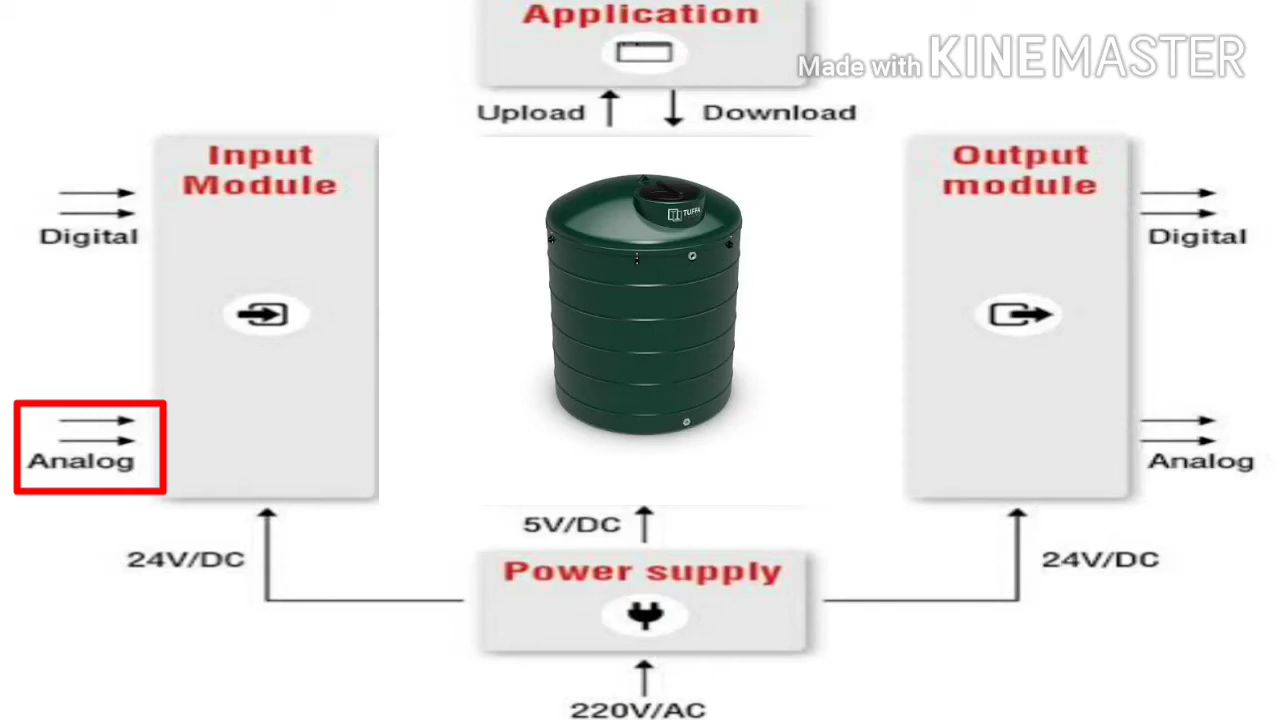 Application
Made with KINEMASTER
Upload
Download
Input
Module
Output
module
TUFFA
Digital
Digital
Analog
Analog
5V/DC
24V/DC
24V/DC
Power supply
220V/AC